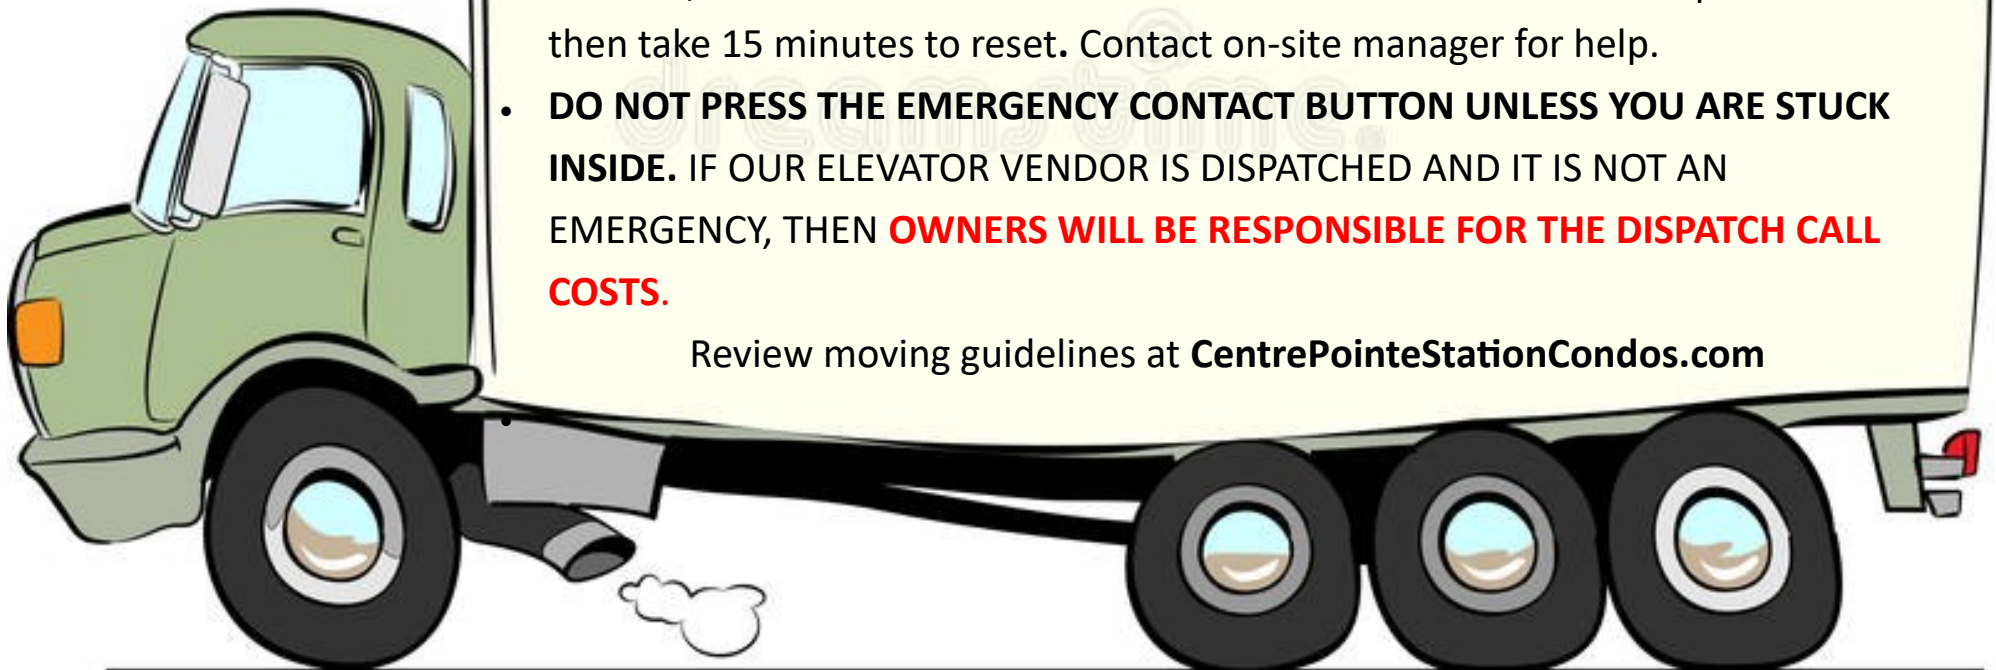 then take 15 minutes to reset. Contact on-site manager for help.
• DO NOT PRESS THE EMERGENCY CONTACT BUTTON UNLESS YOU ARE STUCK
INSIDE. IF OUR ELEVATOR VENDOR IS DISPATCHED AND IT IS NOT AN
EMERGENCY, THEN OWNERS WILL BE RESPONSIBLE FOR THE DISPATCH CALL
COSTS.
Review moving guidelines at CentrePointeStationCondos.com
•
dreamstime.